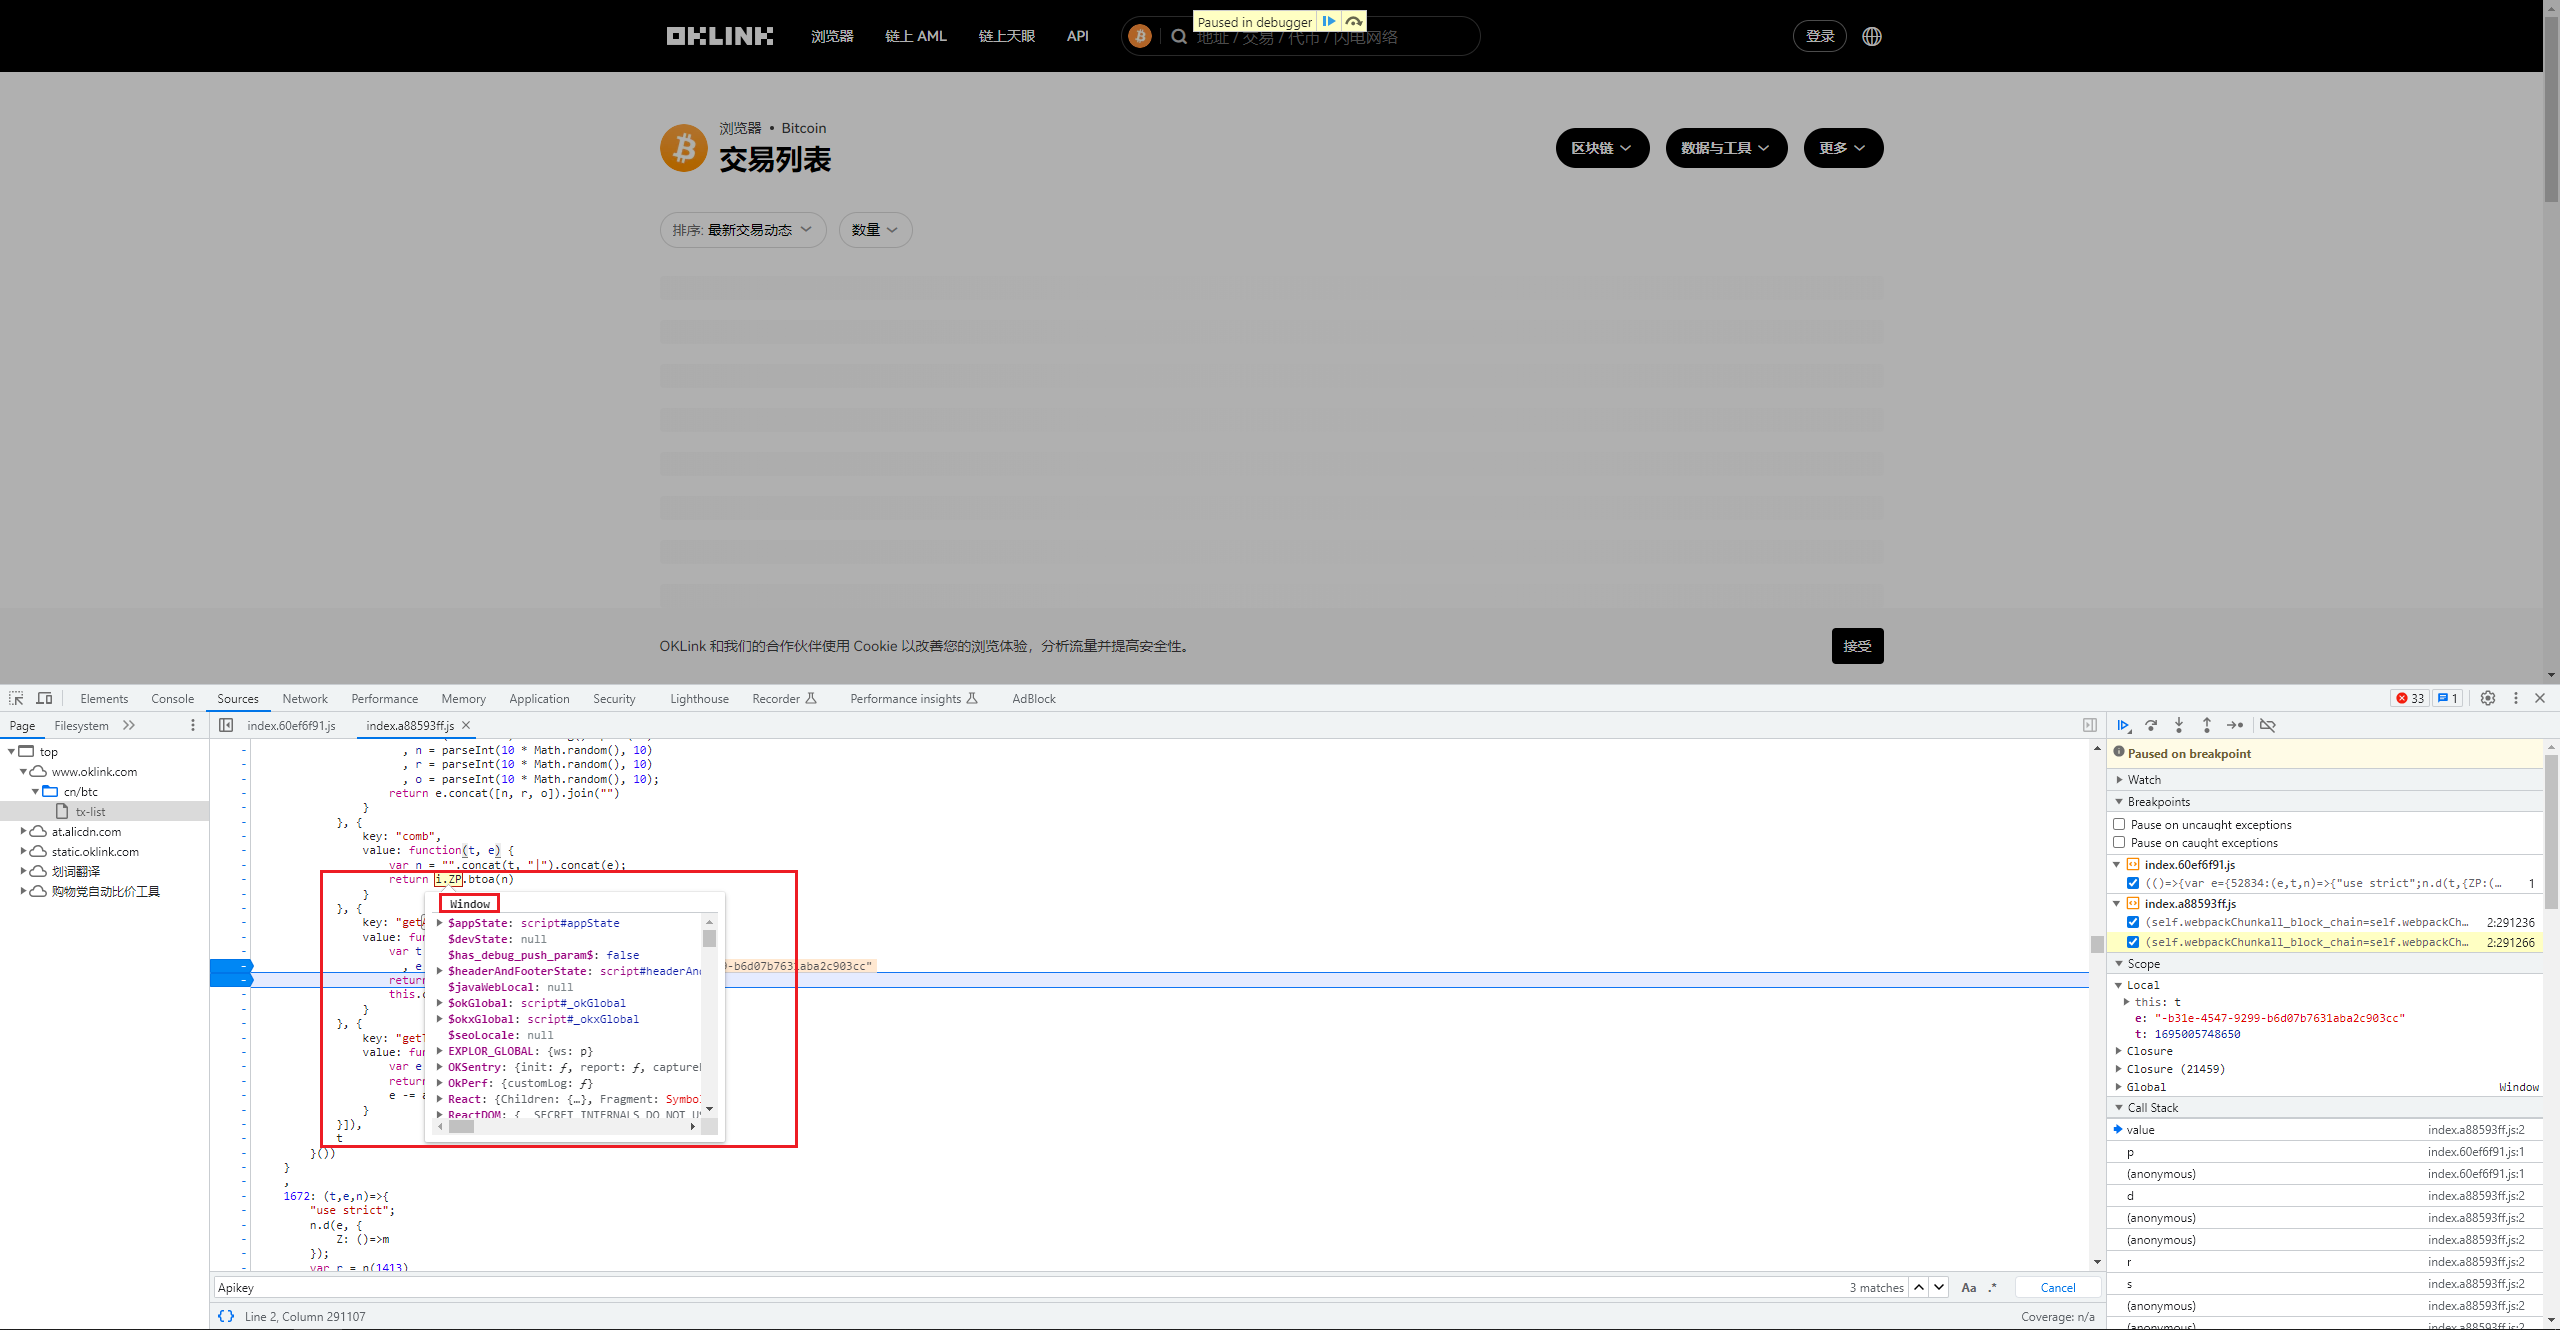 Paused in debugger
OKLINK 浏览器 链上 AML 链上天眼 API 地址 / 交易 / 代币 / 闪电网络 登录
浏览器 • Bitcoin
交易列表
区块链 数据与工具 更多
排序: 最新交易动态 数量
OKLink 和我们的合作伙伴使用 Cookie 以改善您的浏览体验，分析流量并提高安全性。 接受
Elements Console Sources Network Performance Memory Application Security Lighthouse Recorder Performance insights AdBlock 33 1
Page Filesystem index.60ef6f91.js index.a88593ff.js
top
www.oklink.com
cn/btc
tx-list
at.alicdn.com
static.oklink.com
划词翻译
购物党自动比价工具
, n = parseInt(10 * Math.random(), 10)
, r = parseInt(10 * Math.random(), 10)
, o = parseInt(10 * Math.random(), 10);
return e.concat([n, r, o]).join("")
}
}, {
key: "comb",
value: function(t, e) {
var n = "".concat(t, "|").concat(e);
return i.ZP.btoa(n)
}
}, {
key: "get
value: fu
var t
, e -b6d07b7631aba2c903cc"
return
this.
}
}, {
key: "get
value: fu
var e
return
e -= a
}
}]),
t
}())
}
,
1672: (t,e,n)=>{
"use strict";
n.d(e, {
Z: ()=>m
});
var r = n(1413)
Window
$appState: script#appState
$devState: null
$has_debug_push_param$: false
$headerAndFooterState: script#headerAn
$javaWebLocal: null
$okGlobal: script#_okGlobal
$okxGlobal: script#_okxGlobal
$seoLocale: null
EXPLOR_GLOBAL: {ws: p}
OKSentry: {init: ƒ, report: ƒ, capture
OkPerf: {customLog: ƒ}
React: {Children: {…}, Fragment: Symbo
ReactDOM: { SECRET INTERNALS DO NOT U
Apikey 3 matches Aa .* Cancel
{} Line 2, Column 291107 Coverage: n/a
Paused on breakpoint
Watch
Breakpoints
Pause on uncaught exceptions
Pause on caught exceptions
index.60ef6f91.js
(()=>{var e={52834:(e,t,n)=>{"use strict";n.d(t,{ZP:(… 1
index.a88593ff.js
(self.webpackChunkall_block_chain=self.webpackCh… 2:291236
(self.webpackChunkall_block_chain=self.webpackCh… 2:291266
Scope
Local
this: t
e: "-b31e-4547-9299-b6d07b7631aba2c903cc"
t: 1695005748650
Closure
Closure (21459)
Global Window
Call Stack
value index.a88593ff.js:2
p index.60ef6f91.js:1
(anonymous) index.60ef6f91.js:1
d index.a88593ff.js:2
(anonymous) index.a88593ff.js:2
(anonymous) index.a88593ff.js:2
r index.a88593ff.js:2
s index.a88593ff.js:2
(anonymous) index.a88593ff.js:2
(anonymous) index.a88593ff.js:2